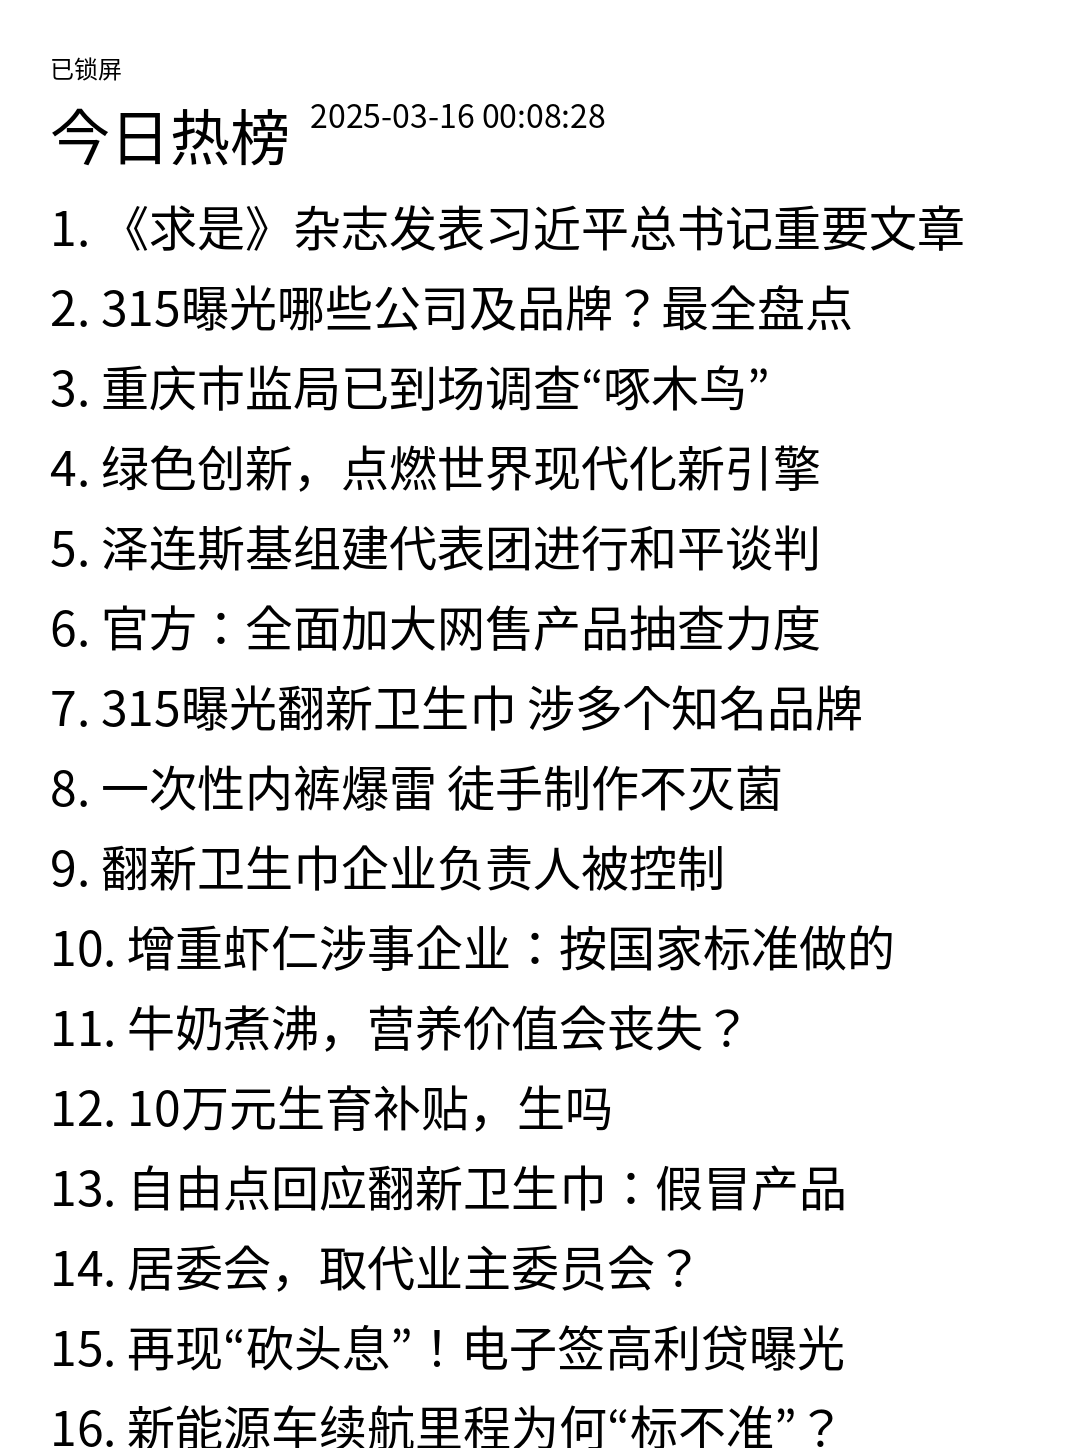 已锁屏
今日热榜 2025-03-16 00:08:28
1. 《求是》杂志发表习近平总书记重要文章
2. 315曝光哪些公司及品牌？最全盘点
3. 重庆市监局已到场调查“啄木鸟”
4. 绿色创新，点燃世界现代化新引擎
5. 泽连斯基组建代表团进行和平谈判
6. 官方：全面加大网售产品抽查力度
7. 315曝光翻新卫生巾 涉多个知名品牌
8. 一次性内裤爆雷 徒手制作不灭菌
9. 翻新卫生巾企业负责人被控制
10. 增重虾仁涉事企业：按国家标准做的
11. 牛奶煮沸，营养价值会丧失？
12. 10万元生育补贴，生吗
13. 自由点回应翻新卫生巾：假冒产品
14. 居委会，取代业主委员会？
15. 再现“砍头息”！电子签高利贷曝光
16. 新能源车续航里程为何“标不准”？